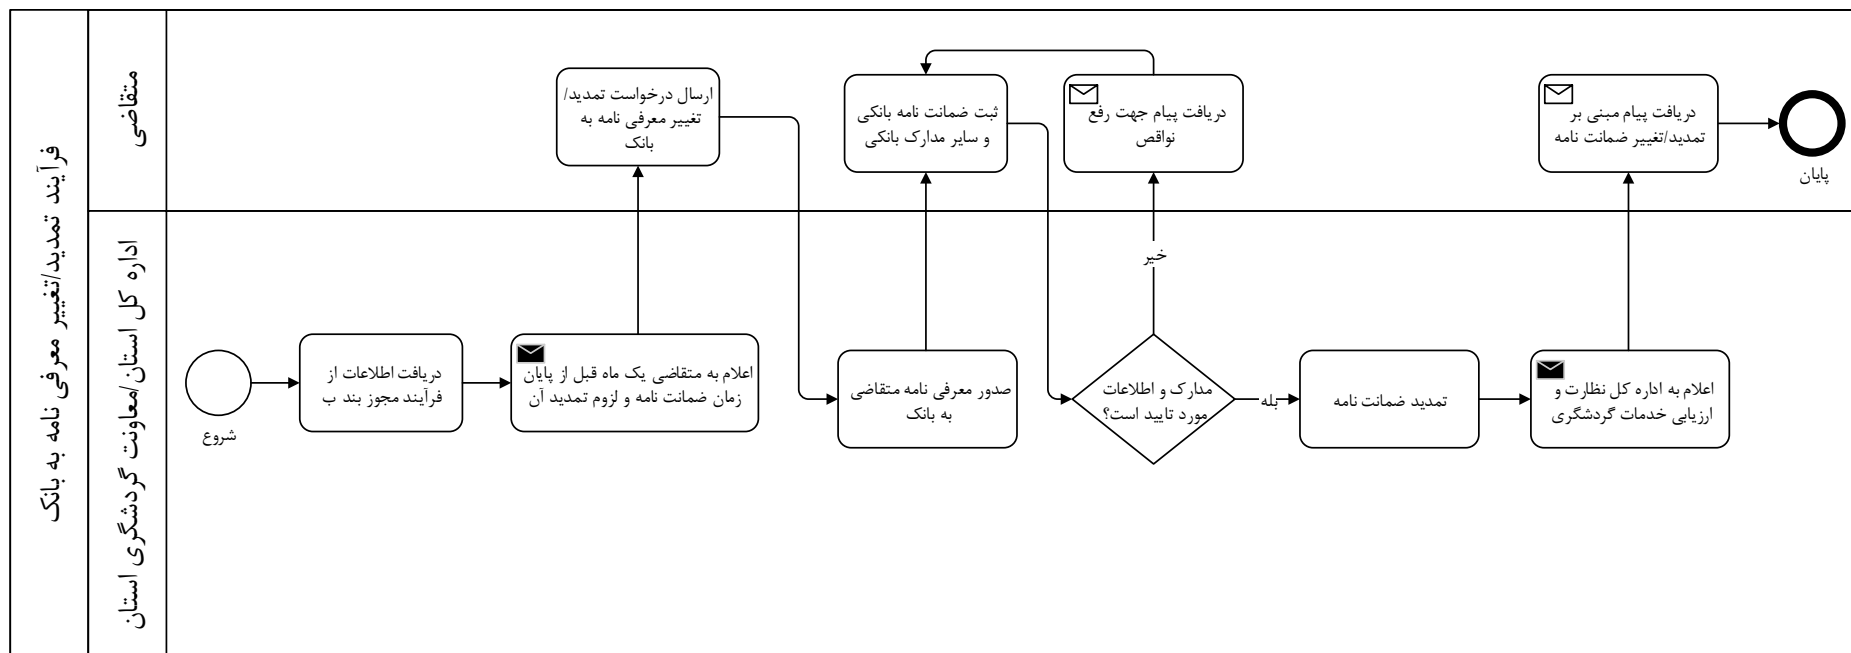 فرآیند تمدید/تغییر معرفی نامه به بانک
متقاضی
اداره کل استان/معاونت گردشگری استان
شروع
دریافت اطلاعات از
فرآیند مجوز بند ب
اعلام به متقاضی یک ماه قبل از پایان
زمان ضمانت نامه و لزوم تمدید آن
ارسال درخواست تمدید/
تغییر معرفی نامه به
بانک
صدور معرفی نامه متقاضی
به بانک
ثبت ضمانت نامه بانکی
و سایر مدارک بانکی
مدارک و اطلاعات
مورد تایید است؟
خیر
دریافت پیام جهت رفع
نواقص
بله
تمدید ضمانت نامه
اعلام به اداره کل نظارت و
ارزیابی خدمات گردشگری
دریافت پیام مبنی بر
تمدید/تغییر ضمانت نامه
پایان